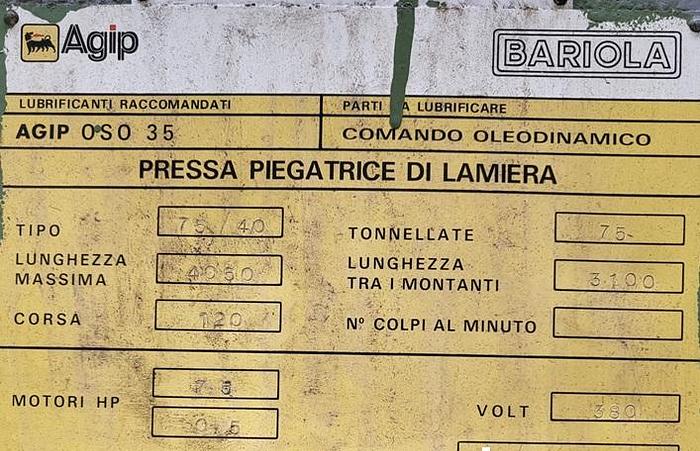 Agip BARIOLA
LUBRIFICANTI RACCOMANDATI PARTI DA LUBRIFICARE
AGIP OSO 35 COMANDO OLEODINAMICO
PRESSA PIEGATRICE DI LAMIERA
TIPO 75/40 TONNELLATE 75
LUNGHEZZA MASSIMA 4050 LUNGHEZZA TRA I MONTANTI 3100
CORSA 120 Nº COLPI AL MINUTO
MOTORI HP 7.5
0.5 VOLT 380